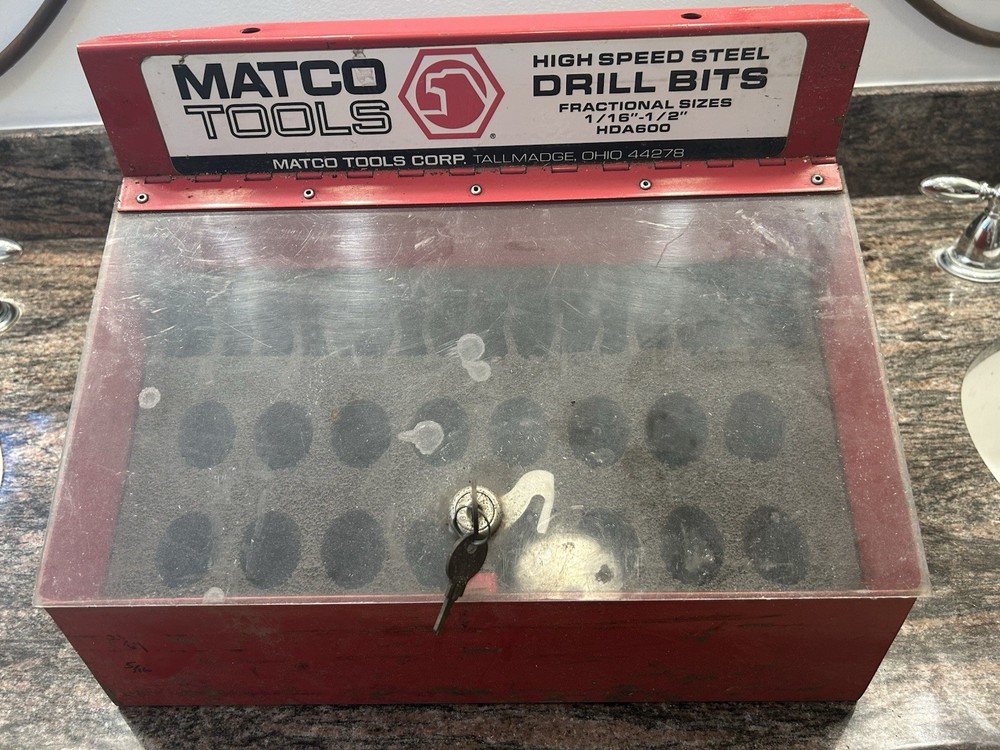 MATCO
TOOLS
®
HIGH SPEED STEEL
DRILL BITS
FRACTIONAL SIZES
1/16"-1/2"
HDA600
MATCO TOOLS CORP. TALLMADGE, OHIO 44278